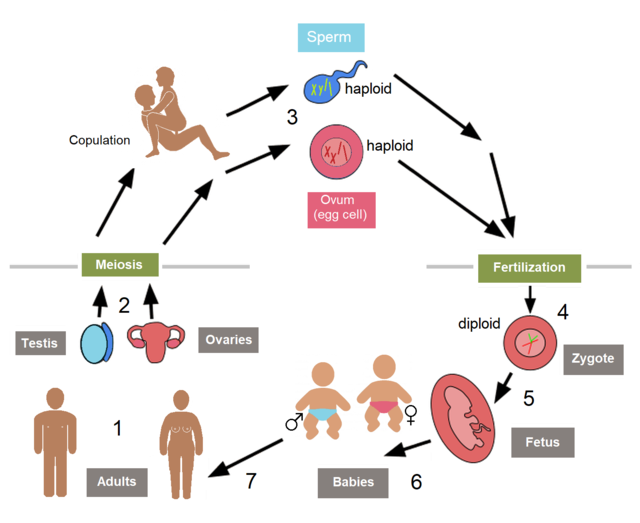 Sperm
haploid
3
Copulation
haploid
Ovum
(egg cell)
Meiosis
Fertilization
2
4
diploid
Testis
Ovaries
Zygote
5
1
♂
♀
Fetus
Adults
7
Babies
6